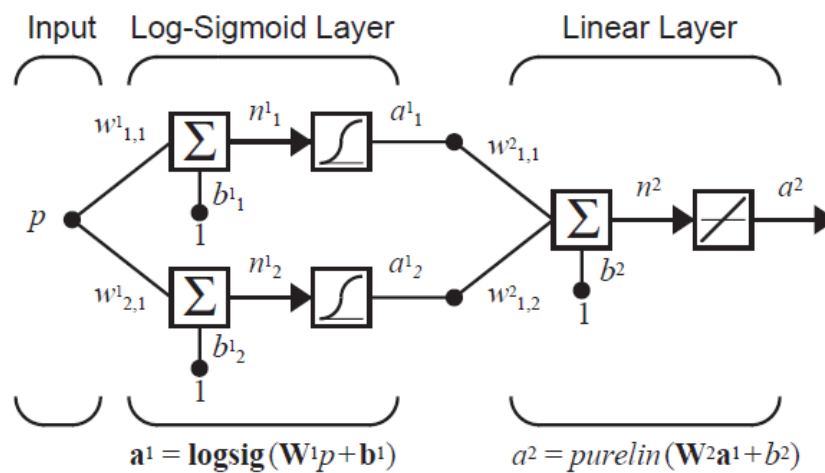 Input Log-Sigmoid Layer Linear Layer
w¹₁,₁ n¹₁ a¹₁ w²₁,₁
Σ
b¹₁ n² a²
p 1 Σ
w¹₂,₁ n¹₂ a¹₂ w²₁,₂ b²
Σ 1
b¹₂
1
a¹ = logsig(W¹p+b¹) a² = purelin(W²a¹+b²)